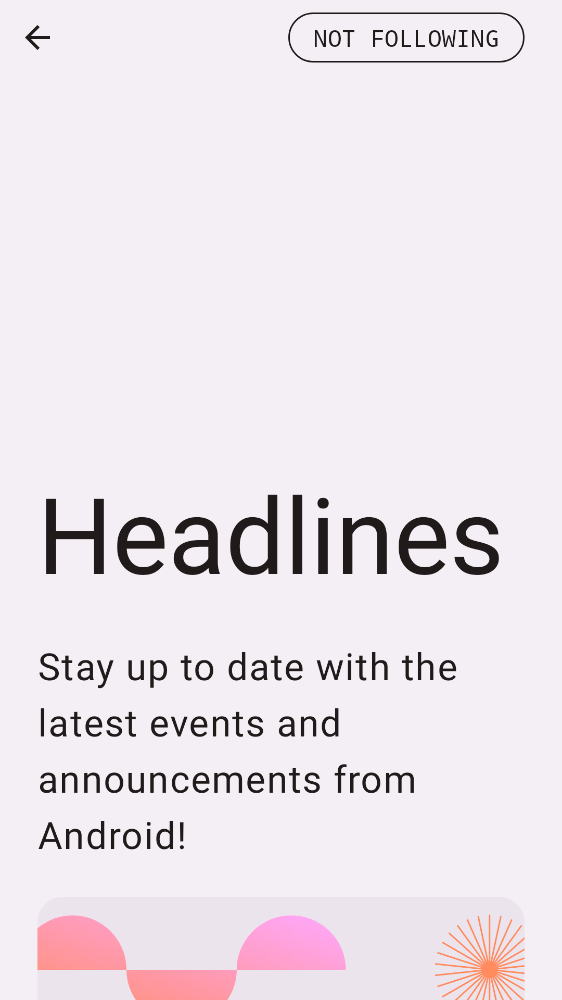 NOT FOLLOWING
Headlines
Stay up to date with the
latest events and
announcements from
Android!